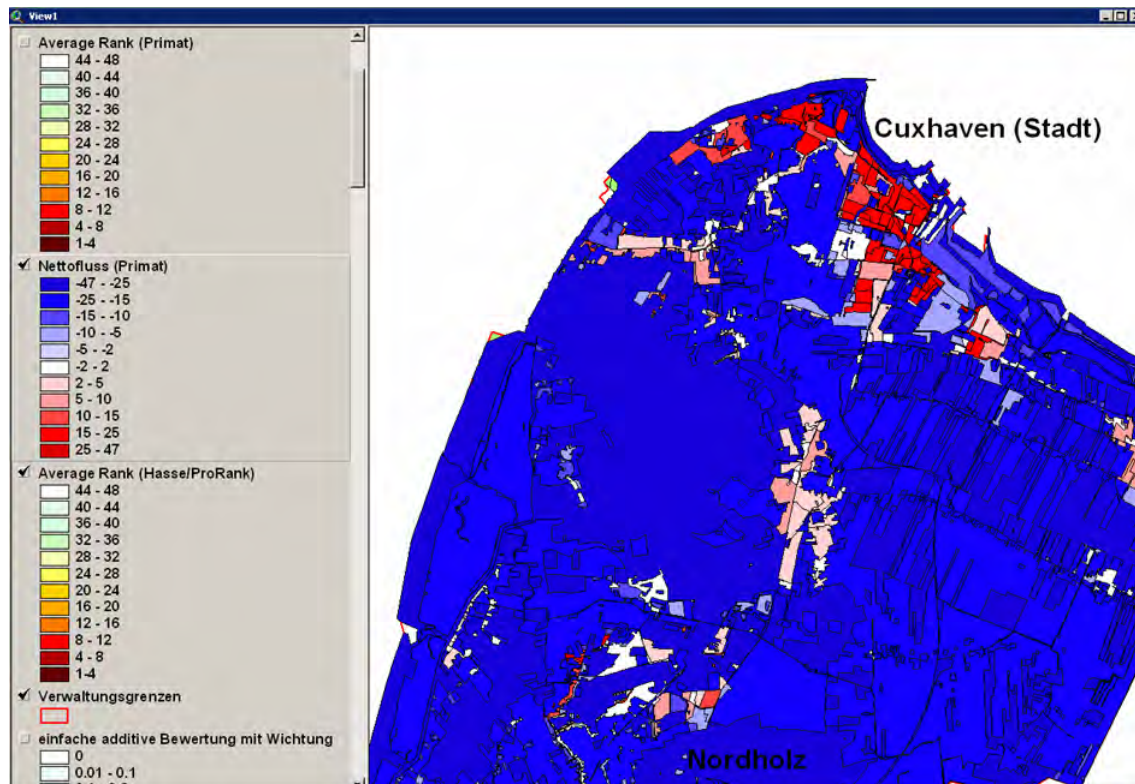 View1
Average Rank (Primat)
44 - 48
40 - 44
36 - 40
32 - 36
28 - 32
24 - 28
20 - 24
16 - 20
12 - 16
8 - 12
4 - 8
1-4
Nettofluss (Primat)
-47 - -25
-25 - -15
-15 - -10
-10 - -5
-5 - -2
-2 - 2
2 - 5
5 - 10
10 - 15
15 - 25
25 - 47
Average Rank (Hasse/ProRank)
44 - 48
40 - 44
36 - 40
32 - 36
28 - 32
24 - 28
20 - 24
16 - 20
12 - 16
8 - 12
4 - 8
1-4
Verwaltungsgrenzen
einfache additive Bewertung mit Wichtung
0
0.01 - 0.1
Cuxhaven (Stadt)
Nordholz